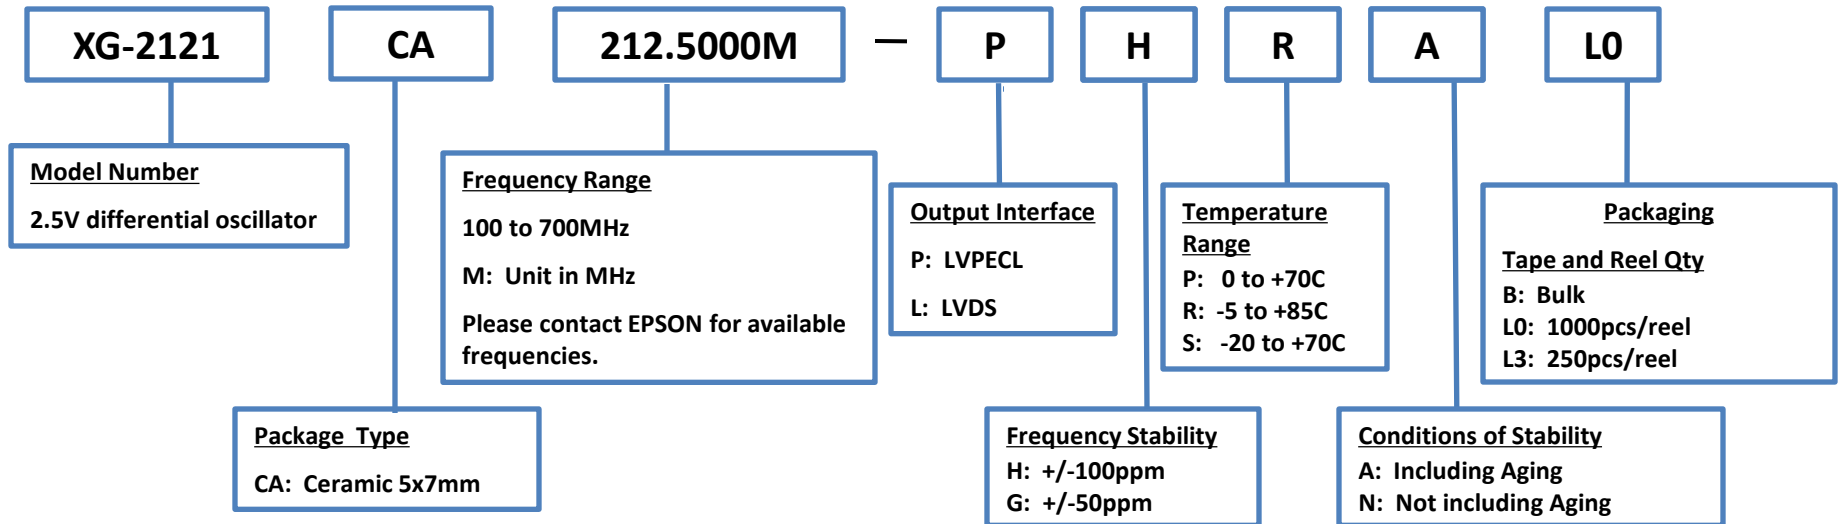 XG-2121 CA 212.5000M — P H R A L0
Model Number
2.5V differential oscillator
Frequency Range
100 to 700MHz
M: Unit in MHz
Please contact EPSON for available
frequencies.
Output Interface
P: LVPECL
L: LVDS
Temperature
Range
P: 0 to +70C
R: -5 to +85C
S: -20 to +70C
Packaging
Tape and Reel Qty
B: Bulk
L0: 1000pcs/reel
L3: 250pcs/reel
Package Type
CA: Ceramic 5x7mm
Frequency Stability
H: +/-100ppm
G: +/-50ppm
Conditions of Stability
A: Including Aging
N: Not including Aging